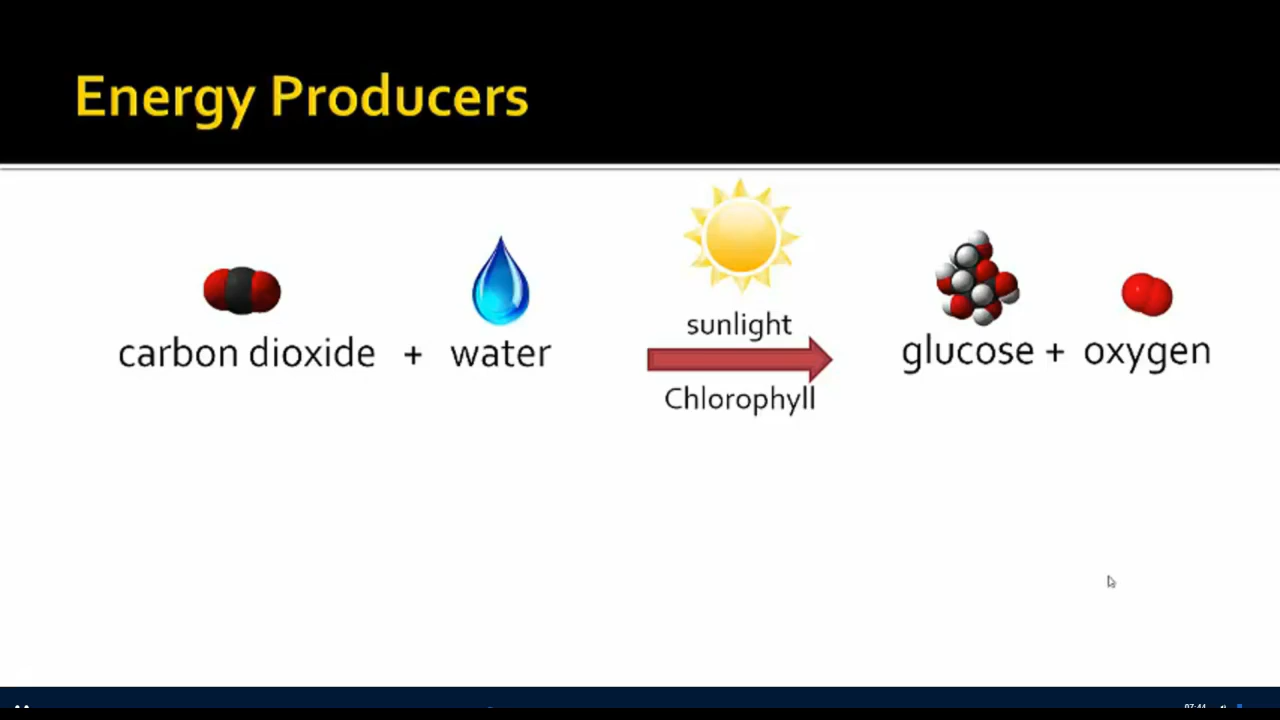 Energy Producers
sunlight
carbon dioxide + water
glucose + oxygen
Chlorophyll